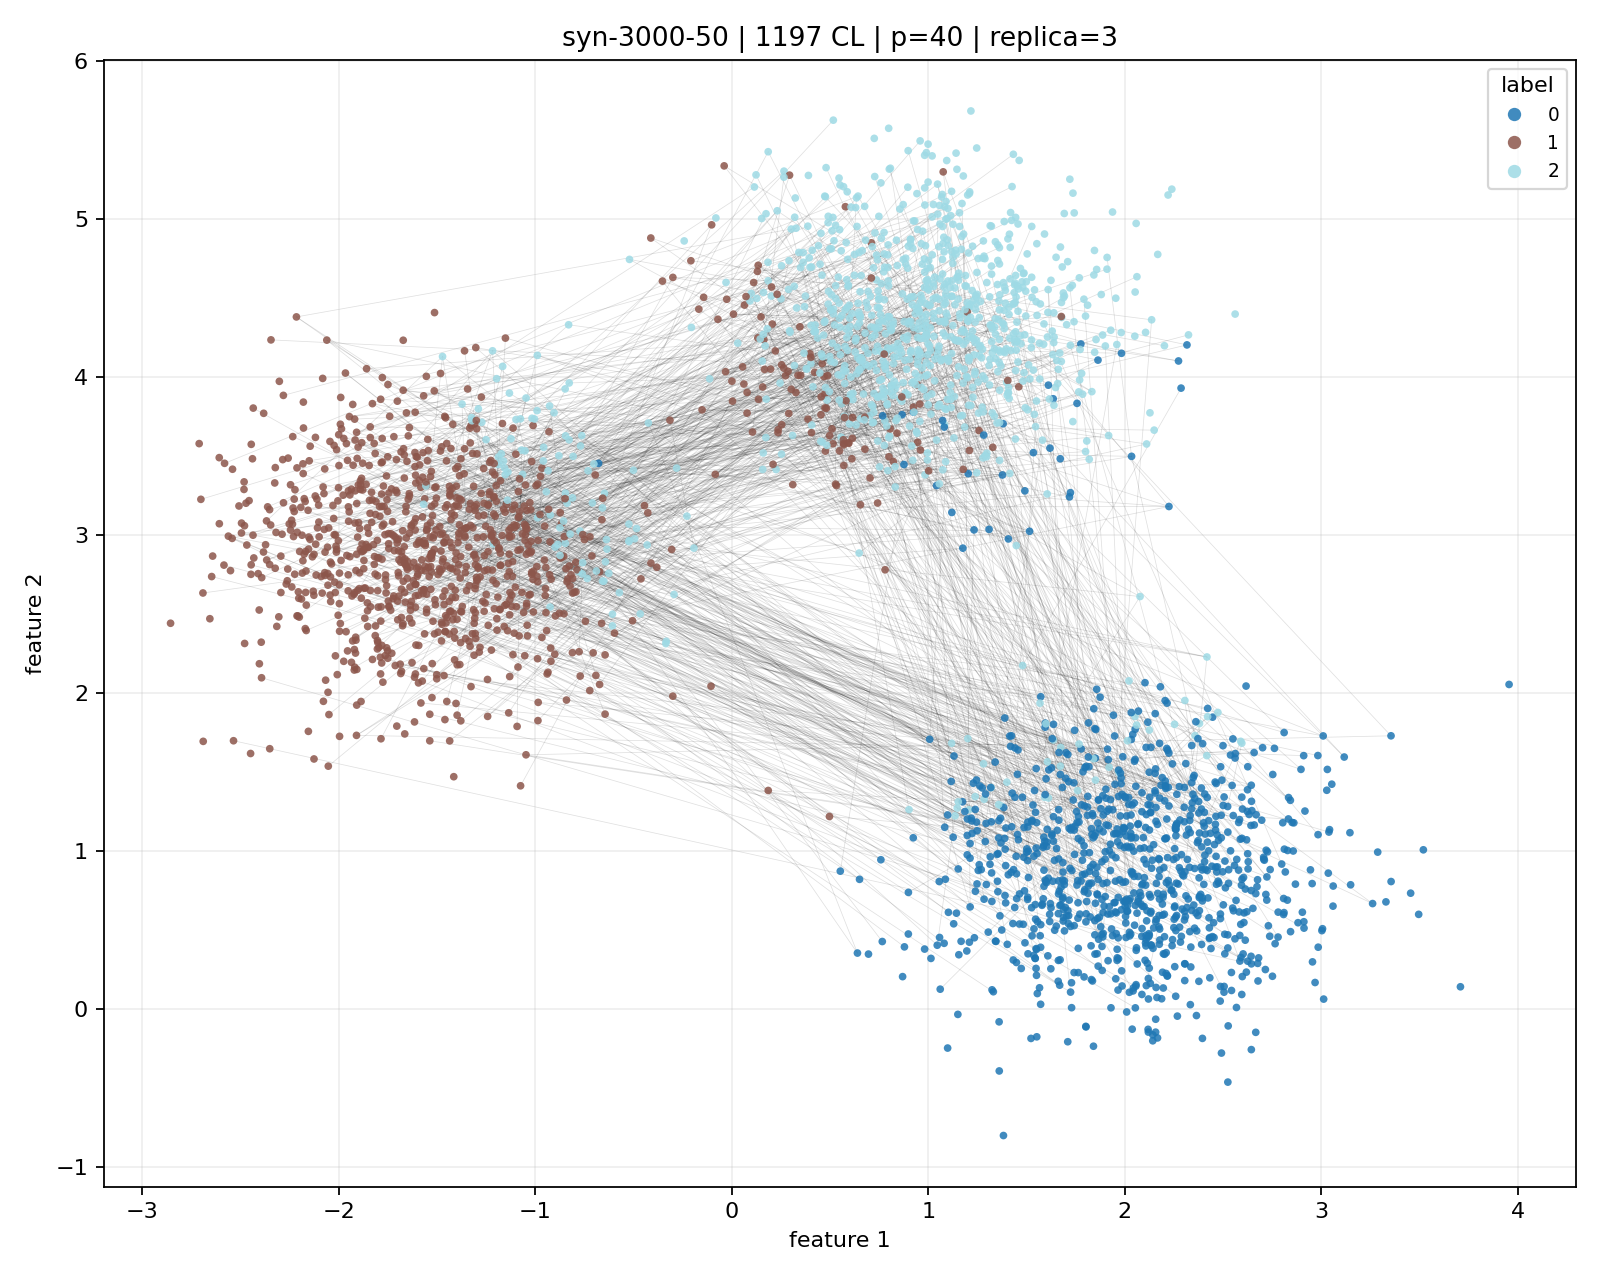 syn-3000-50 | 1197 CL | p=40 | replica=3
label
0
1
2
6
5
4
3
2
1
0
−1
feature 2
−3 −2 −1 0 1 2 3 4
feature 1